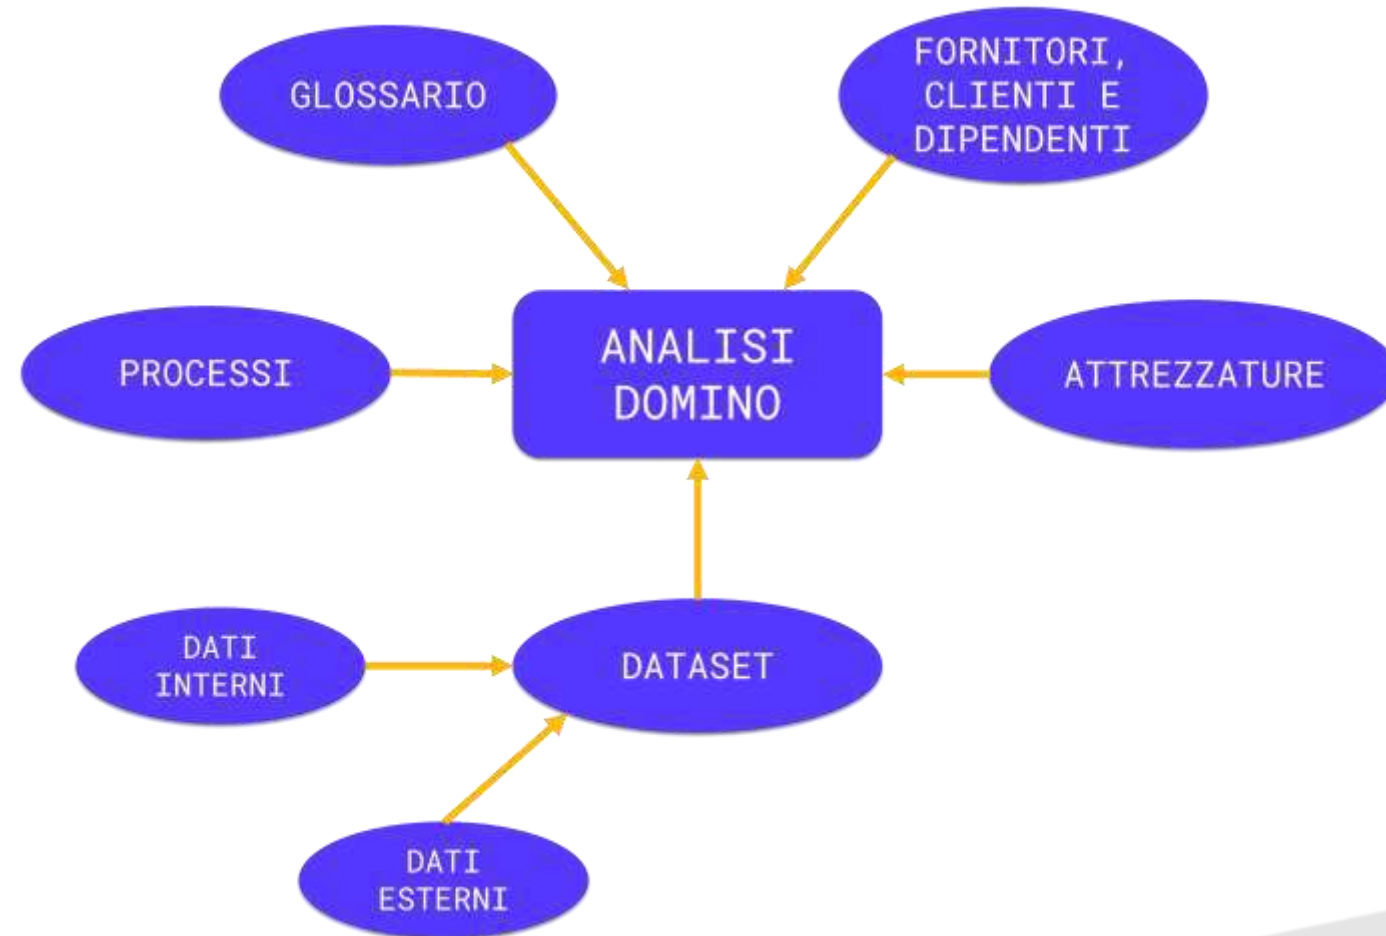 GLOSSARIO
FORNITORI,
CLIENTI E
DIPENDENTI
PROCESSI
ANALISI
DOMINO
ATTREZZATURE
DATI
INTERNI
DATASET
DATI
ESTERNI